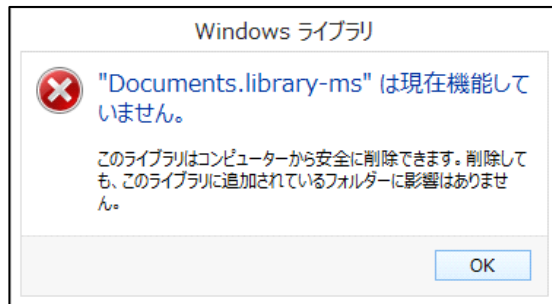 Windows ライブラリ
"Documents.library-ms" は現在機能して
いません。
このライブラリはコンピューターから安全に削除できます。削除して
も、このライブラリに追加されているフォルダーに影響はありませ
ん。
OK